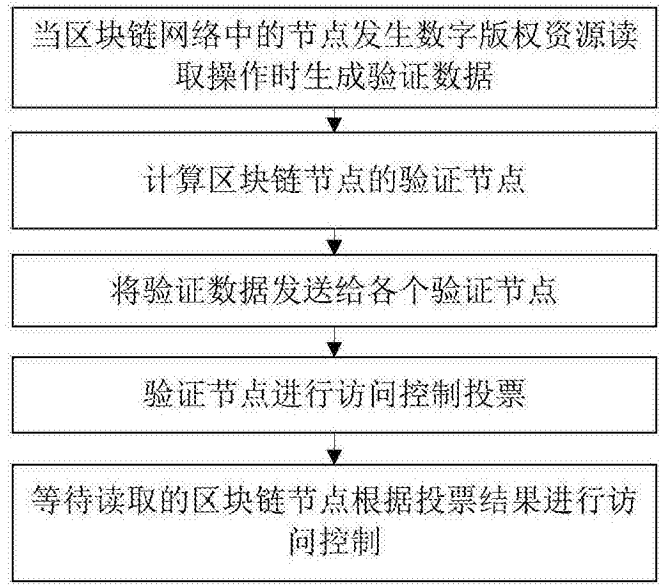 当区块链网络中的节点发生数字版权资源读
取操作时生成验证数据
计算区块链节点的验证节点
将验证数据发送给各个验证节点
验证节点进行访问控制投票
等待读取的区块链节点根据投票结果进行访
问控制